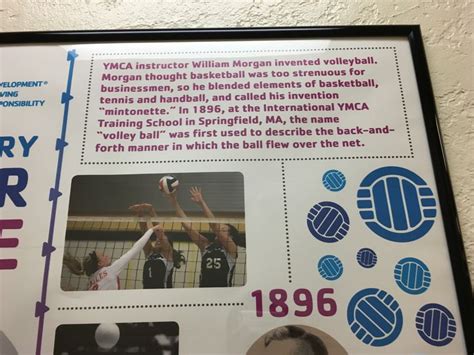 YMCA instructor William Morgan invented volleyball.
Morgan thought basketball was too strenuous for
businessmen, so he blended elements of basketball,
tennis and handball, and called his invention
"mintonette." In 1896, at the International YMCA
Training School in Springfield, MA, the name
"volley ball" was first used to describe the back-and-
forth manner in which the ball flew over the net.
1
25
1896